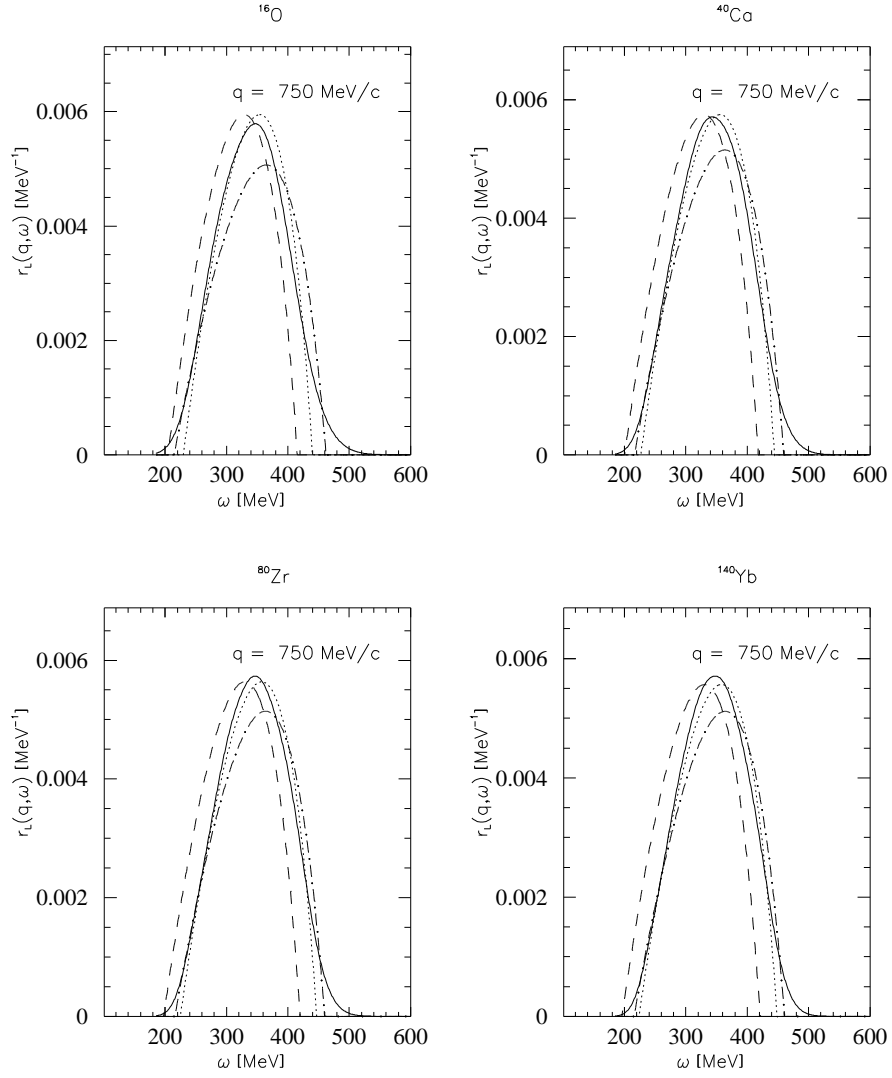 ¹⁶O
q = 750 MeV/c
r_L(q,ω) [MeV⁻¹]
0.006
0.004
0.002
0
200 300 400 500 600
ω [MeV]
⁴⁰Ca
q = 750 MeV/c
r_L(q,ω) [MeV⁻¹]
0.006
0.004
0.002
0
200 300 400 500 600
ω [MeV]
⁸⁰Zr
q = 750 MeV/c
r_L(q,ω) [MeV⁻¹]
0.006
0.004
0.002
0
200 300 400 500 600
ω [MeV]
¹⁴⁰Yb
q = 750 MeV/c
r_L(q,ω) [MeV⁻¹]
0.006
0.004
0.002
0
200 300 400 500 600
ω [MeV]